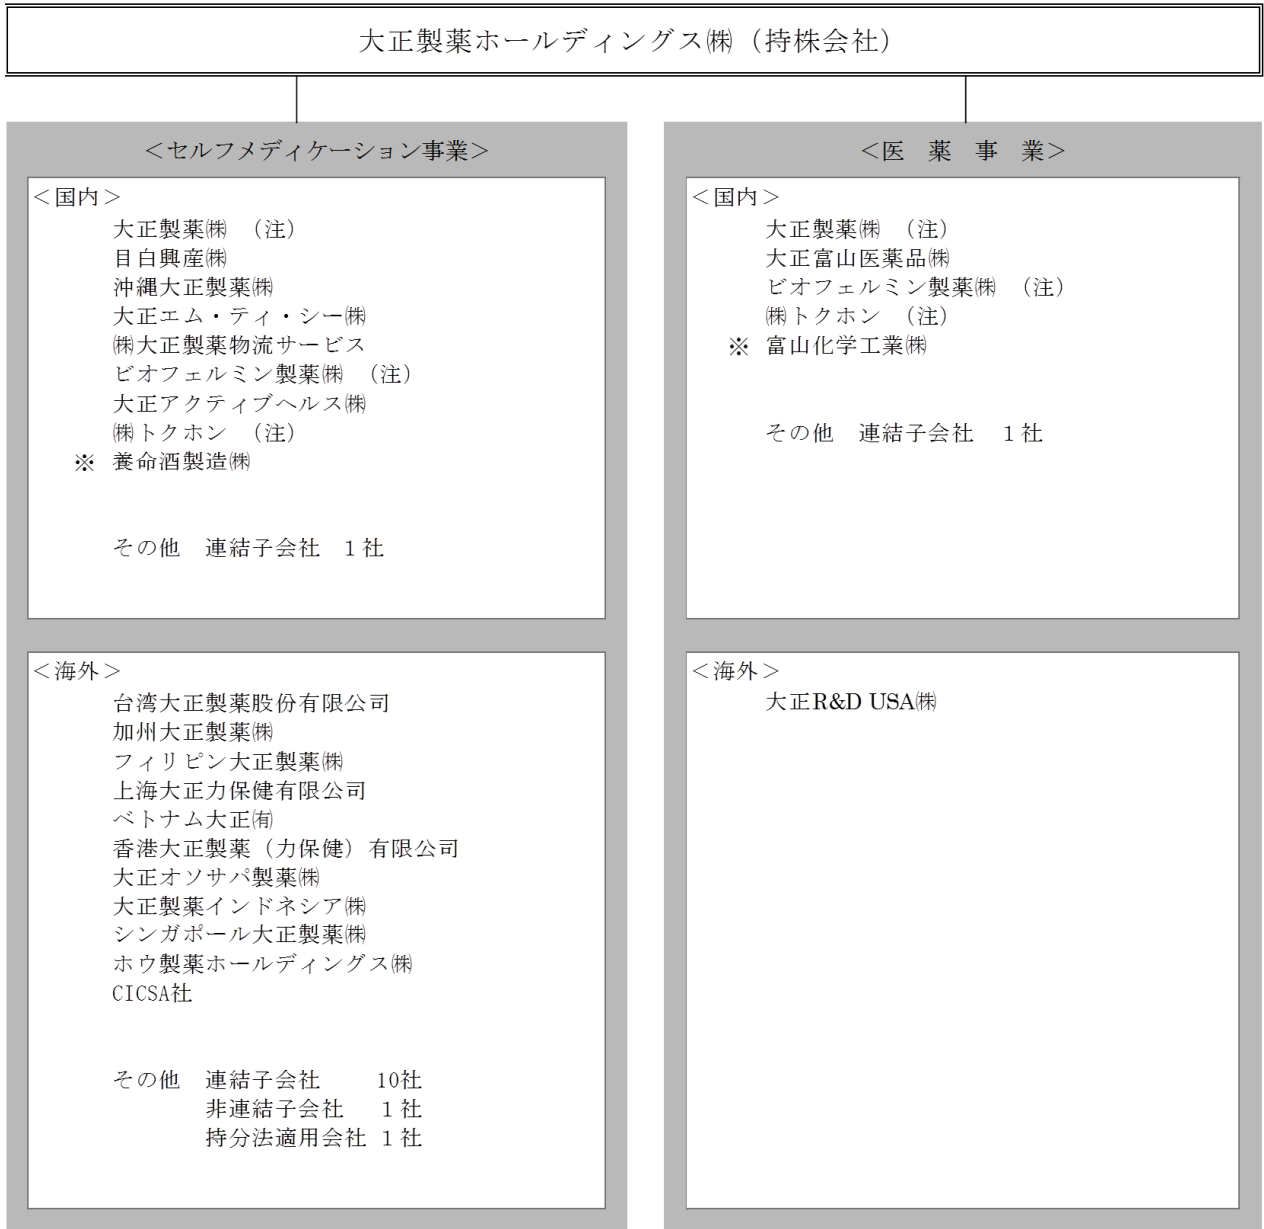 大正製薬ホールディングス㈱（持株会社）
＜セルフメディケーション事業＞
＜国内＞
大正製薬㈱　（注）
目白興産㈱
沖縄大正製薬㈱
大正エム・ティ・シー㈱
㈱大正製薬物流サービス
ビオフェルミン製薬㈱　（注）
大正アクティブヘルス㈱
㈱トクホン　（注）
※　養命酒製造㈱
その他　連結子会社　１社
＜海外＞
台湾大正製薬股份有限公司
加州大正製薬㈱
フィリピン大正製薬㈱
上海大正力保健有限公司
ベトナム大正㈲
香港大正製薬（力保健）有限公司
大正オソサパ製薬㈱
大正製薬インドネシア㈱
シンガポール大正製薬㈱
ホウ製薬ホールディングス㈱
CICSA社
その他　連結子会社　　10社
非連結子会社　１社
持分法適用会社 １社
＜医　薬　事　業＞
＜国内＞
大正製薬㈱　（注）
大正富山医薬品㈱
ビオフェルミン製薬㈱　（注）
㈱トクホン　（注）
※　富山化学工業㈱
その他　連結子会社　１社
＜海外＞
大正R&D USA㈱